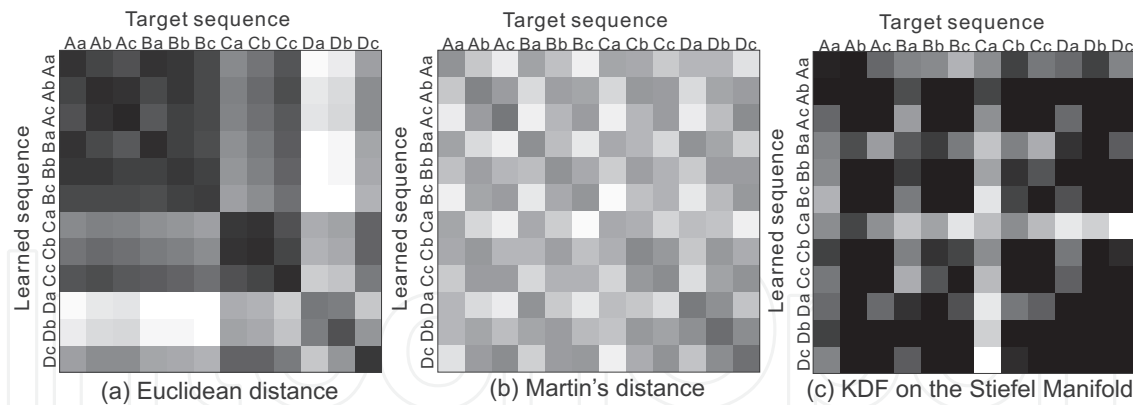 Target sequence
Aa Ab Ac Ba Bb Bc Ca Cb Cc Da Db Dc
Learned sequence
Aa
Ab
Ac
Ba
Bb
Bc
Ca
Cb
Cc
Da
Db
Dc
(a) Euclidean distance
Target sequence
Aa Ab Ac Ba Bb Bc Ca Cb Cc Da Db Dc
Learned sequence
Aa
Ab
Ac
Ba
Bb
Bc
Ca
Cb
Cc
Da
Db
Dc
(b) Martin's distance
Target sequence
Aa Ab Ac Ba Bb Bc Ca Cb Cc Da Db Dc
Learned sequence
Aa
Ab
Ac
Ba
Bb
Bc
Ca
Cb
Cc
Da
Db
Dc
(c) KDF on the Stiefel Manifold